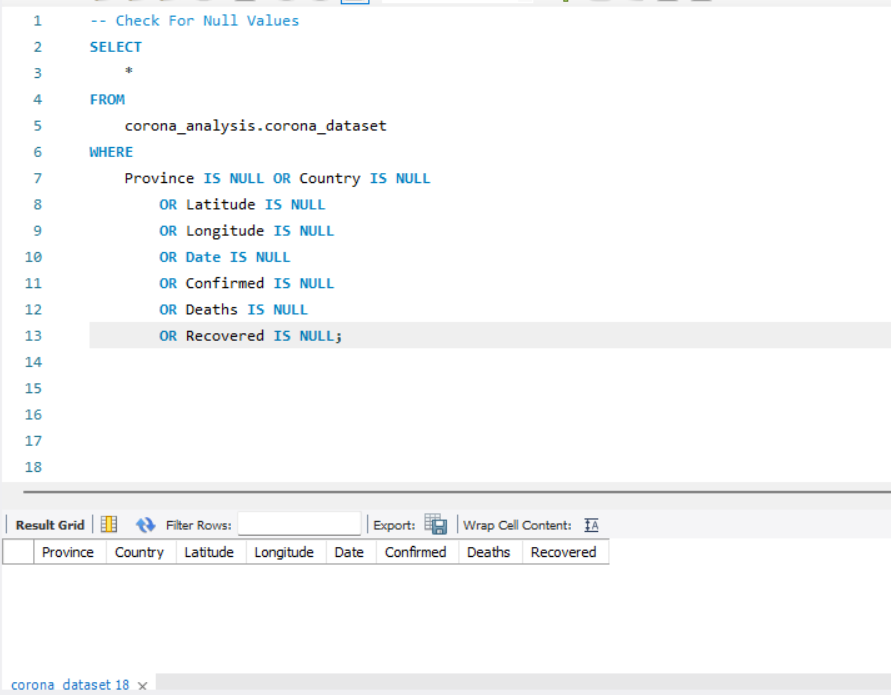 1 -- Check For Null Values
2 SELECT
3 *
4 FROM
5 corona_analysis.corona_dataset
6 WHERE
7 Province IS NULL OR Country IS NULL
8 OR Latitude IS NULL
9 OR Longitude IS NULL
10 OR Date IS NULL
11 OR Confirmed IS NULL
12 OR Deaths IS NULL
13 OR Recovered IS NULL;
14
15
16
17
18
Result Grid Filter Rows: Export: Wrap Cell Content: IA
Province Country Latitude Longitude Date Confirmed Deaths Recovered
corona_dataset 18 ×